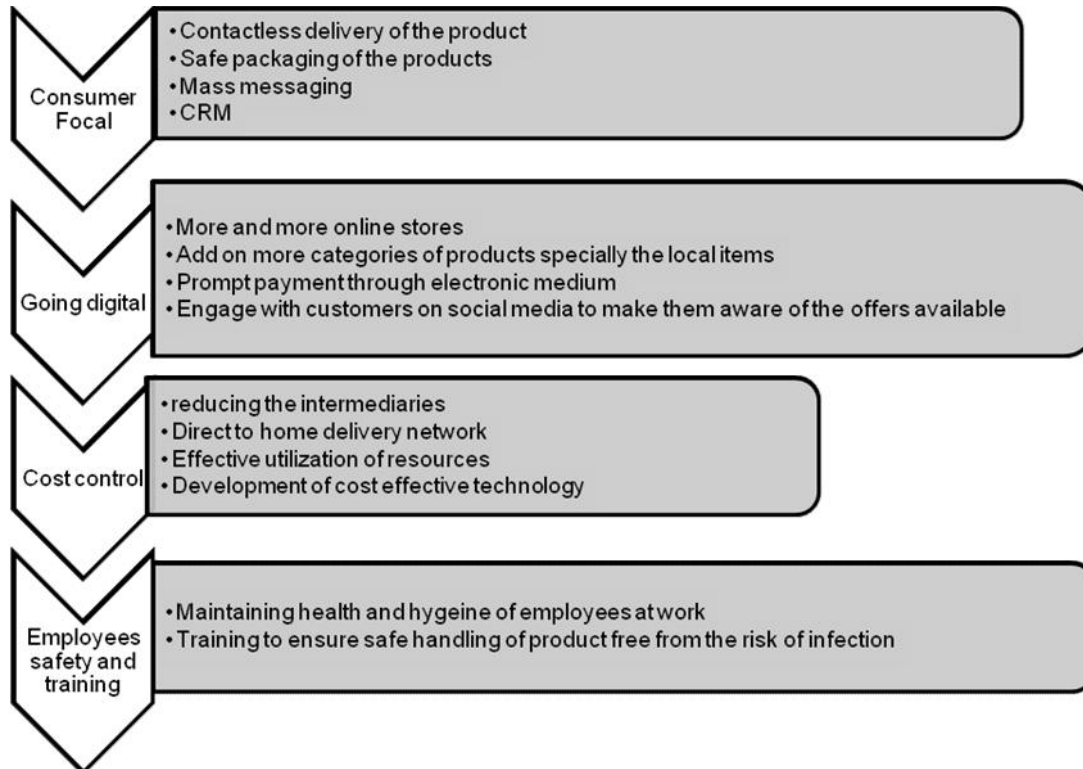 Consumer
Focal
• Contactless delivery of the product
• Safe packaging of the products
• Mass messaging
• CRM
Going digital
• More and more online stores
• Add on more categories of products specially the local items
• Prompt payment through electronic medium
• Engage with customers on social media to make them aware of the offers available
Cost control
• reducing the intermediaries
• Direct to home delivery network
• Effective utilization of resources
• Development of cost effective technology
Employees
safety and
training
• Maintaining health and hygeine of employees at work
• Training to ensure safe handling of product free from the risk of infection